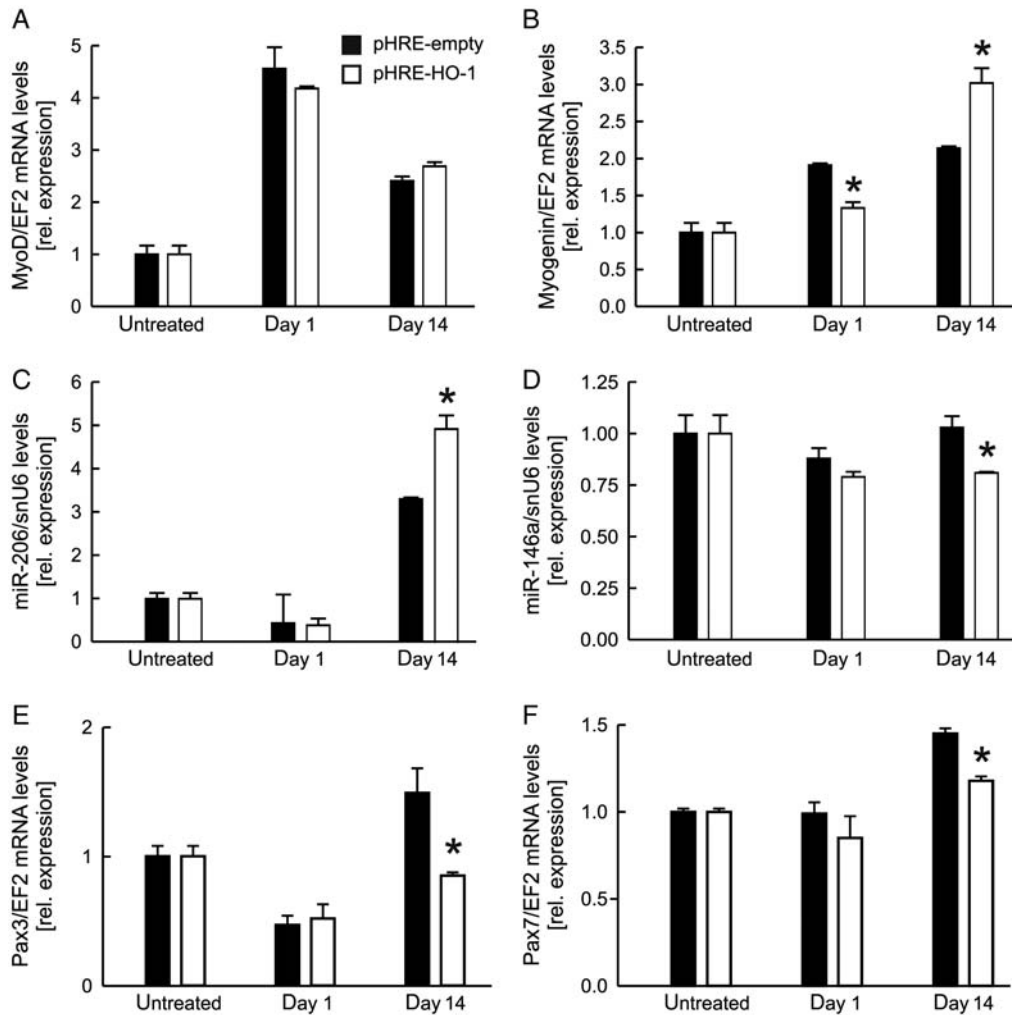 A
MyoD/EF2 mRNA levels
[rel. expression]
5
4
3
2
1
0
pHRE-empty
pHRE-HO-1
Untreated Day 1 Day 14
B
Myogenin/EF2 mRNA levels
[rel. expression]
3.5
3.0
2.5
2.0
1.5
1.0
0.5
0.0
*
*
Untreated Day 1 Day 14
C
miR-206/snU6 levels
[rel. expression]
6
5
4
3
2
1
0
*
Untreated Day 1 Day 14
D
miR-146a/snU6 levels
[rel. expression]
1.25
1.00
0.75
0.50
0.25
0.00
*
Untreated Day 1 Day 14
E
Pax3/EF2 mRNA levels
[rel. expression]
2
1
0
*
Untreated Day 1 Day 14
F
Pax7/EF2 mRNA levels
[rel. expression]
1.5
1.0
0.5
0.0
*
Untreated Day 1 Day 14